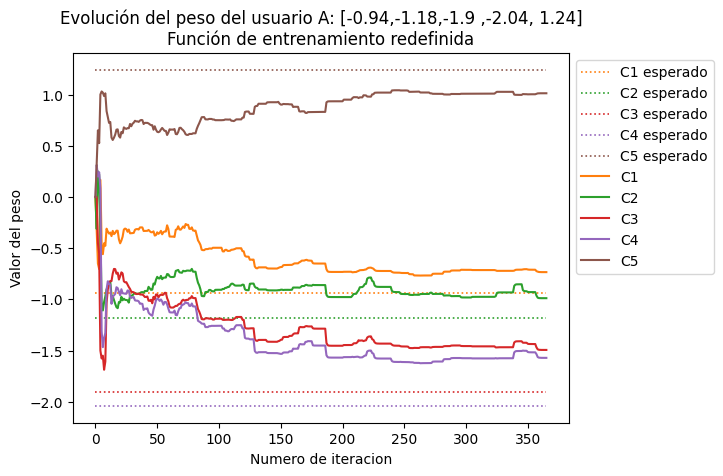 Evolución del peso del usuario A: [-0.94,-1.18,-1.9 ,-2.04, 1.24]
Función de entrenamiento redefinida
C1 esperado
C2 esperado
C3 esperado
C4 esperado
C5 esperado
C1
C2
C3
C4
C5
Valor del peso
1.0
0.5
0.0
−0.5
−1.0
−1.5
−2.0
0
50
100
150
200
250
300
350
Numero de iteracion